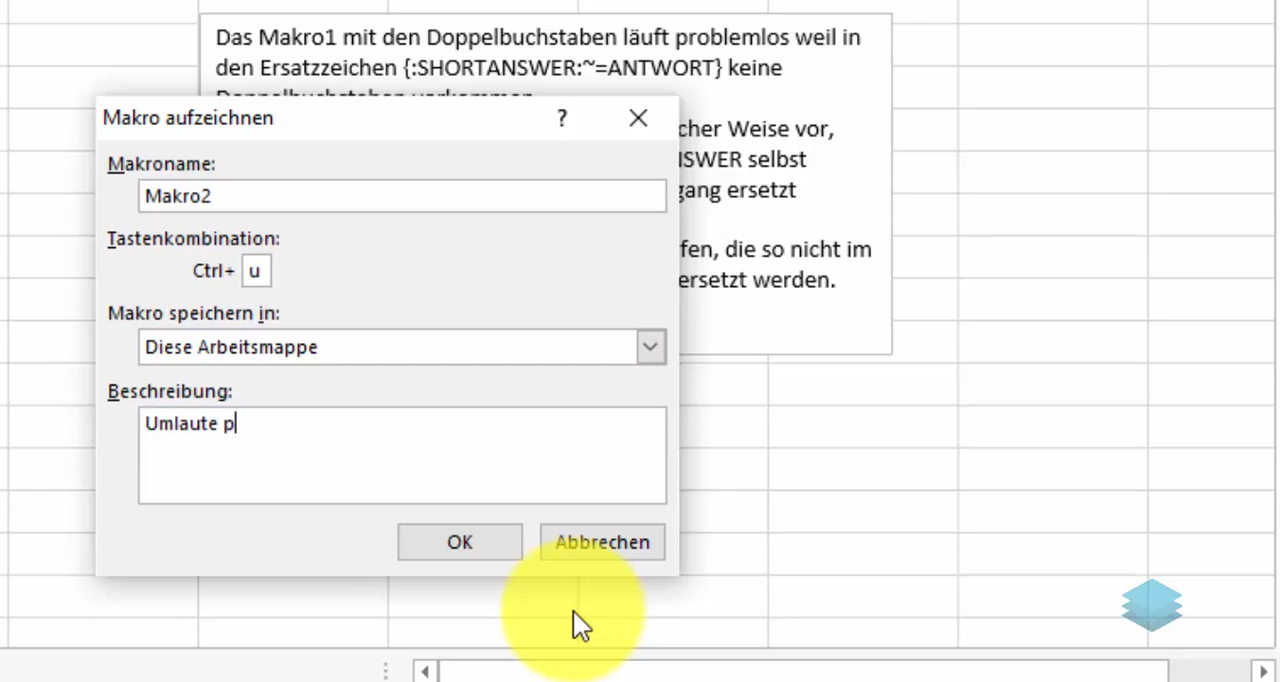 Das Makro1 mit den Doppelbuchstaben läuft problemlos weil in
den Ersatzzeichen {:SHORTANSWER:~=ANTWORT} keine
Makro aufzeichnen
?
cher Weise vor,
Makroname:
NSWER selbst
Makro2
gang ersetzt
Tastenkombination:
fen, die so nicht im
Ctrl+ u
ersetzt werden.
Makro speichern in:
Diese Arbeitsmappe
Beschreibung:
Umlaute p
OK
Abbrechen